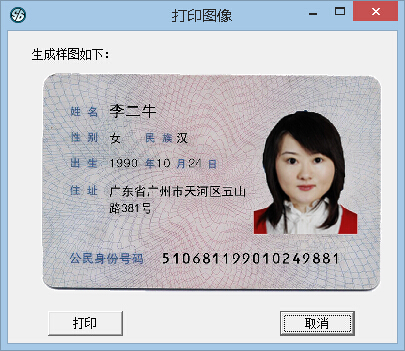 打印图像
生成样图如下：
姓名 李二牛
性别 女 民族 汉
出生 1990 年 10 月 24 日
住址 广东省广州市天河区五山
路381号
公民身份号码 510681199010249881
打印 取消